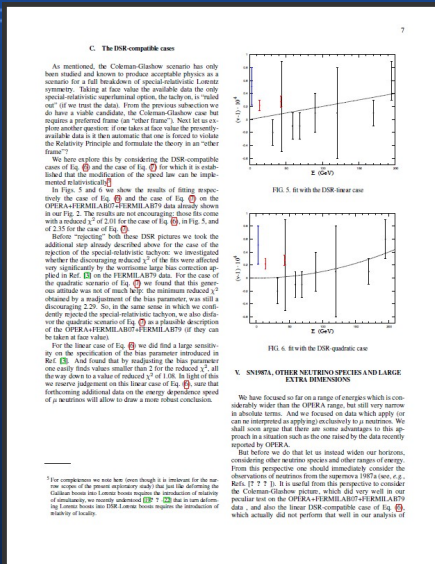 7
C. The DSR-compatible cases
As mentioned, the Coleman-Glashow scenario has only
been studied and known to produce acceptable physics as a
scenario for a full breakdown of special-relativistic Lorentz
symmetry. Taking at face value the available data the only
special-relativistic superluminal option, the tachyon, is “ruled
out” (if we trust the data). From the previous subsection we
do have a viable candidate, the Coleman-Glashow case but
requires a preferred frame (an “ether frame”). Next let us ex-
plore another question: if one takes at face value the presently-
available data is it then automatic that one is forced to violate
the Relativity Principle and formulate the theory in an “ether
frame”?
We here explore this by considering the DSR-compatible
cases of Eq. (6) and the case of Eq. (7) for which it is estab-
lished that the modification of the speed law can be imple-
mented relativistically5.
In Figs. 5 and 6 we show the results of fitting respec-
tively the case of Eq. (6) and the case of Eq. (7) on the
OPERA+FERMILAB07+FERMILAB79 data already shown
in our Fig. 2. The results are not encouraging: those fits come
with a reduced χ2 of 2.01 for the case of Eq. (6), in Fig. 5, and
of 2.35 for the case of Eq. (7).
Before “rejecting” both these DSR pictures we took the
additional step already described above for the case of the
rejection of the special-relativistic tachyon: we investigated
whether the discouraging reduced χ2 of the fits were affected
very significantly by the worrisome large bias correction ap-
plied in Ref. [3] on the FERMILAB79 data. For the case of
the quadratic scenario of Eq. (7) we found that this gener-
ous attitude was not of much help: the minimum reduced χ2
obtained by a readjustment of the bias parameter, was still a
discouraging 2.29. So, in the same sense in which we confi-
dently rejected the special-relativistic tachyon, we also disfa-
vor the quadratic scenario of Eq. (7) as a plausible description
of the OPERA+FERMILAB07+FERMILAB79 (if they can
be taken at face value).
For the linear case of Eq. (6) we did find a large sensitiv-
ity on the specification of the bias parameter introduced in
Ref. [3]. And found that by readjusting the bias parameter
one easily finds values smaller than 2 for the reduced χ2, all
the way down to a value of reduced χ2 of 1.08. In light of this
we reserve judgement on this linear case of Eq. (6), sure that
forthcoming additional data on the energy dependence speed
of μ neutrinos will allow to draw a more robust conclusion.
5 For completeness we note here (even though it is irrelevant for the nar-
row scopes of the present exploratory study) that just like deforming the
Galilean boosts into Lorentz boosts requires the introduction of relativity
of simultaneity, we recently understood
ing Lorentz boosts into DSR-Lorentz boosts requires the introduction of
relativity of locality.
(v-1) · 10^4
Σ (GeV)
FIG. 5. fit with the DSR-linear case
(v-1) · 10^4
Σ (GeV)
FIG. 6. fit with the DSR-quadratic case
V. SN1987A, OTHER NEUTRINO SPECIES AND LARGE
EXTRA DIMENSIONS
We have focused so far on a range of energies which is con-
siderably wider than the OPERA range, but still very narrow
in absolute terms. And we focused on data which apply (or
can be interpreted as applying) exclusively to μ neutrinos. We
shall soon argue that there are some advantages to this ap-
proach in a situation such as the one raised by the data recently
reported by OPERA.
But before we do that let us instead widen our horizons,
considering other neutrino species and other ranges of energy.
From this perspective one should immediately consider the
observations of neutrinos from the supernova 1987a (see, e.g.,
Refs. [? ? ? ]). It is useful from this perspective to consider
the Coleman-Glashow picture, which did very well in our
peculiar test on the OPERA+FERMILAB07+FERMILAB79
data , and also the linear DSR-compatible case of Eq. (6),
which actually did not perform that well in our analysis of